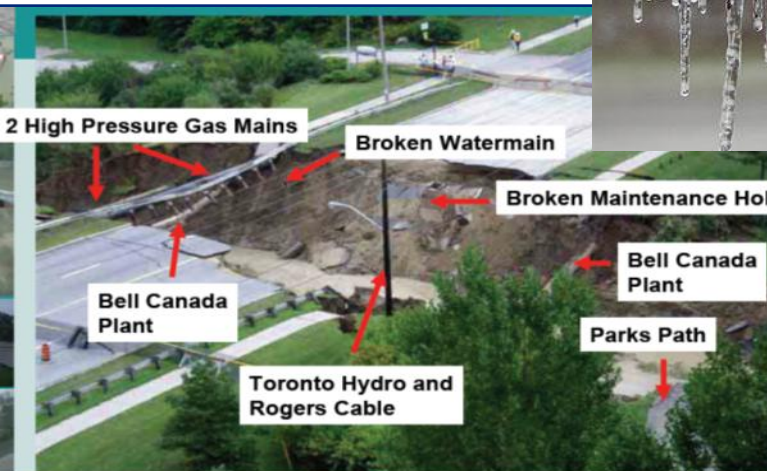 2 High Pressure Gas Mains
Broken Watermain
Broken Maintenance Hol
Bell Canada
Plant
Bell Canada
Plant
Parks Path
Toronto Hydro and
Rogers Cable